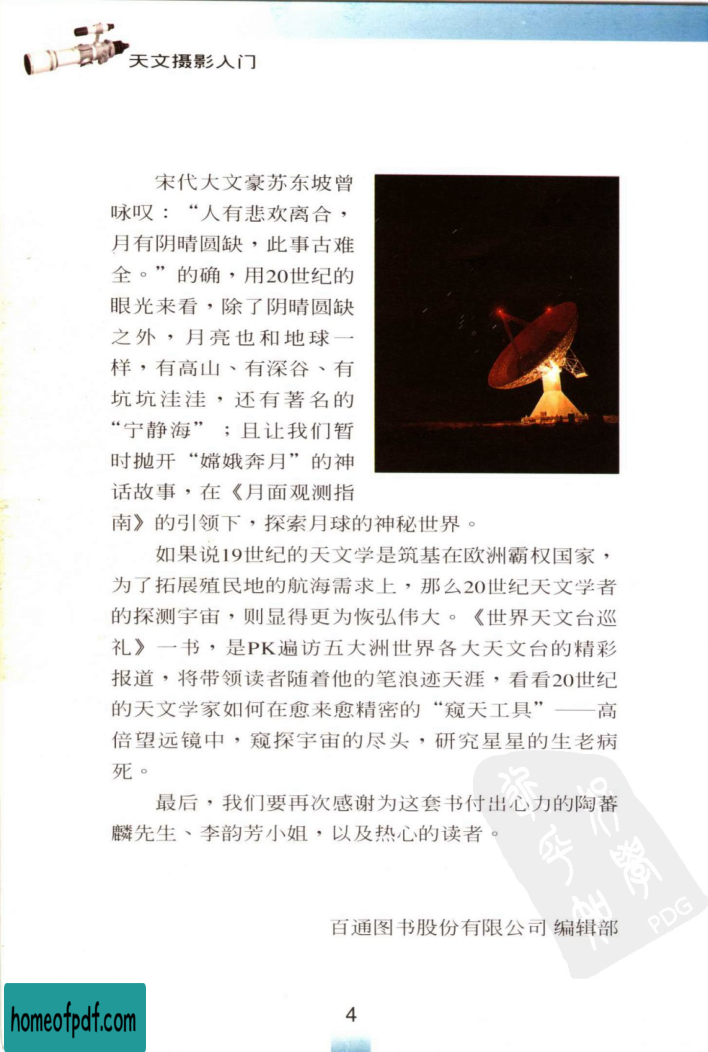 天文摄影入门
宋代大文豪苏东坡曾
咏叹：“人有悲欢离合，
月有阴晴圆缺，此事古难
全。”的确，用20世纪的
眼光来看，除了阴晴圆缺
之外，月亮也和地球一
样，有高山、有深谷、有
坑坑洼洼，还有著名的
“宁静海”；且让我们暂
时抛开“嫦娥奔月”的神
话故事，在《月面观测指
南》的引领下，探索月球的神秘世界。
如果说19世纪的天文学是筑基在欧洲霸权国家，
为了拓展殖民地的航海需求上，那么20世纪天文学者
的探测宇宙，则显得更为恢弘伟大。《世界天文台巡
礼》一书，是PK遍访五大洲世界各大天文台的精彩
报道，将带领读者随着他的笔浪迹天涯，看看20世纪
的天文学家如何在愈来愈精密的“窥天工具”——高
倍望远镜中，窥探宇宙的尽头，研究星星的生老病
死。
最后，我们要再次感谢为这套书付出心力的陶蕃
麟先生、李韵芳小姐，以及热心的读者。
百通图书股份有限公司 编辑部
PDG
homeofpdf.com
4